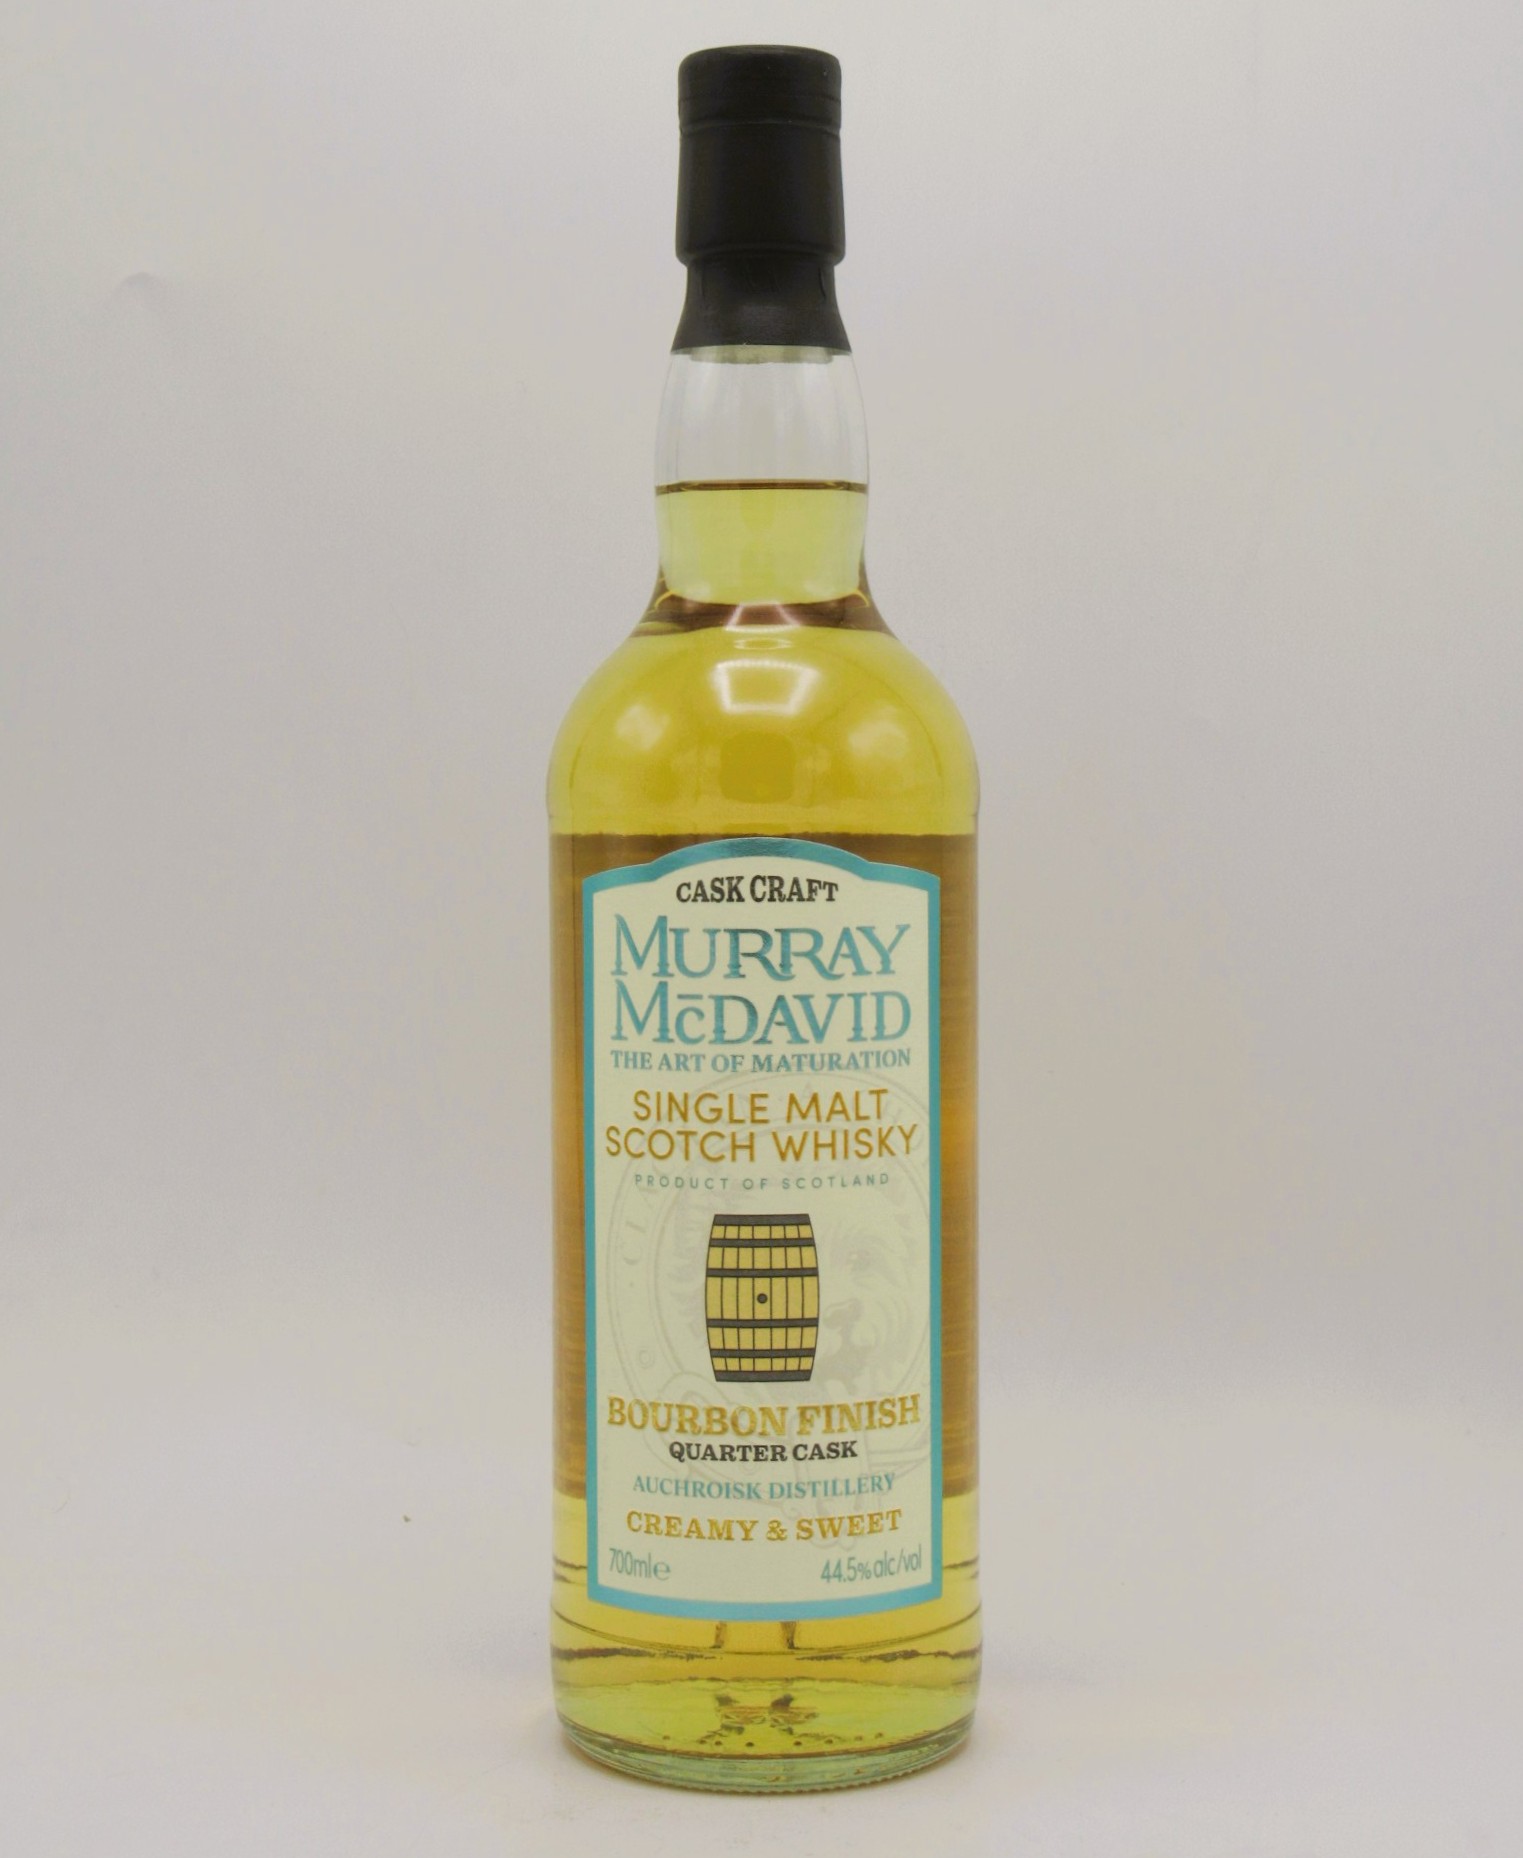 CASK CRAFT
MURRAY
McDAVID
THE ART OF MATURATION
SINGLE MALT
SCOTCH WHISKY
PRODUCT OF SCOTLAND
BOURBON FINISH
QUARTER CASK
AUCHROISK DISTILLERY
CREAMY & SWEET
700ml℮ 44.5%alc/vol